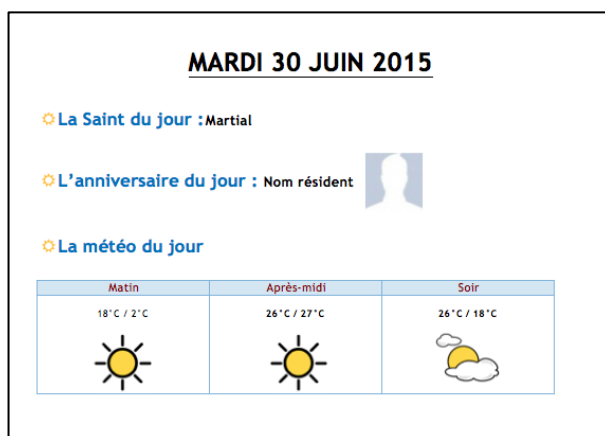 MARDI 30 JUIN 2015
La Saint du jour : Martial
L'anniversaire du jour : Nom résident
La météo du jour
Matin Après-midi Soir
18°C / 2°C 26°C / 27°C 26°C / 18°C